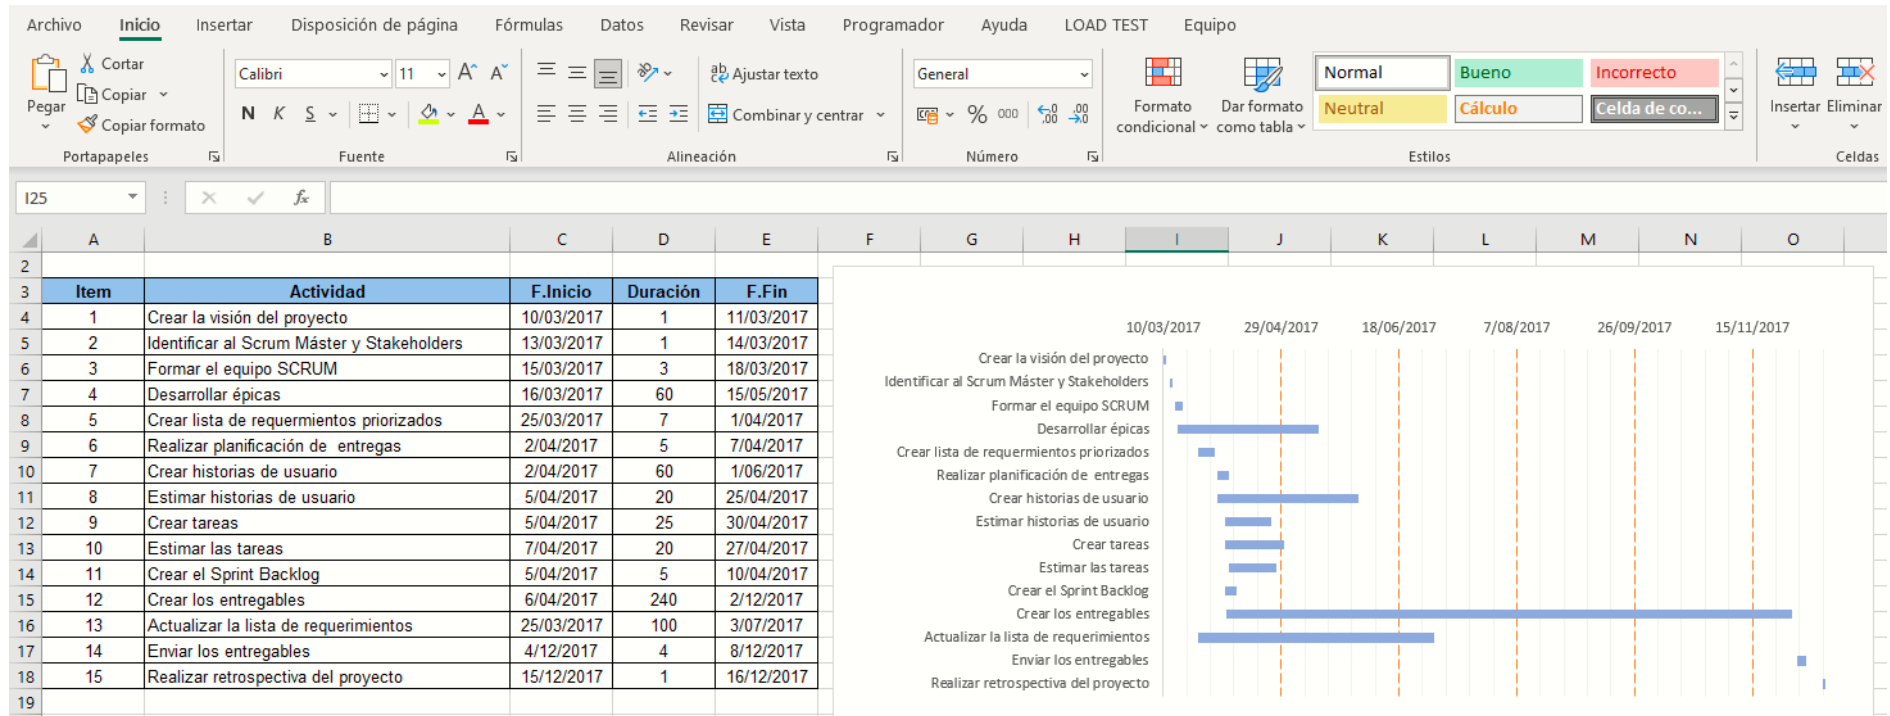 Archivo Inicio Insertar Disposición de página Fórmulas Datos Revisar Vista Programador Ayuda LOAD TEST Equipo
Pegar
Cortar
Copiar
Copiar formato
Portapapeles
Calibri 11 A A
N K S A
Fuente
ab c Ajustar texto
Combinar y centrar
Alineación
General
% 000 ,00 ,00
Número
Formato condicional
Dar formato como tabla
Normal Bueno Incorrecto
Neutral Cálculo Celda de co...
Estilos
Insertar Eliminar
Celdas
I25 fx
A B C D E F G H I J K L M N O
2
3 Item Actividad F.Inicio Duración F.Fin
4 1 Crear la visión del proyecto 10/03/2017 1 11/03/2017
5 2 Identificar al Scrum Máster y Stakeholders 13/03/2017 1 14/03/2017
6 3 Formar el equipo SCRUM 15/03/2017 3 18/03/2017
7 4 Desarrollar épicas 16/03/2017 60 15/05/2017
8 5 Crear lista de requermientos priorizados 25/03/2017 7 1/04/2017
9 6 Realizar planificación de entregas 2/04/2017 5 7/04/2017
10 7 Crear historias de usuario 2/04/2017 60 1/06/2017
11 8 Estimar historias de usuario 5/04/2017 20 25/04/2017
12 9 Crear tareas 5/04/2017 25 30/04/2017
13 10 Estimar las tareas 7/04/2017 20 27/04/2017
14 11 Crear el Sprint Backlog 5/04/2017 5 10/04/2017
15 12 Crear los entregables 6/04/2017 240 2/12/2017
16 13 Actualizar la lista de requerimientos 25/03/2017 100 3/07/2017
17 14 Enviar los entregables 4/12/2017 4 8/12/2017
18 15 Realizar retrospectiva del proyecto 15/12/2017 1 16/12/2017
19
10/03/2017 29/04/2017 18/06/2017 7/08/2017 26/09/2017 15/11/2017
Crear la visión del proyecto
Identificar al Scrum Máster y Stakeholders
Formar el equipo SCRUM
Desarrollar épicas
Crear lista de requermientos priorizados
Realizar planificación de entregas
Crear historias de usuario
Estimar historias de usuario
Crear tareas
Estimar las tareas
Crear el Sprint Backlog
Crear los entregables
Actualizar la lista de requerimientos
Enviar los entregables
Realizar retrospectiva del proyecto